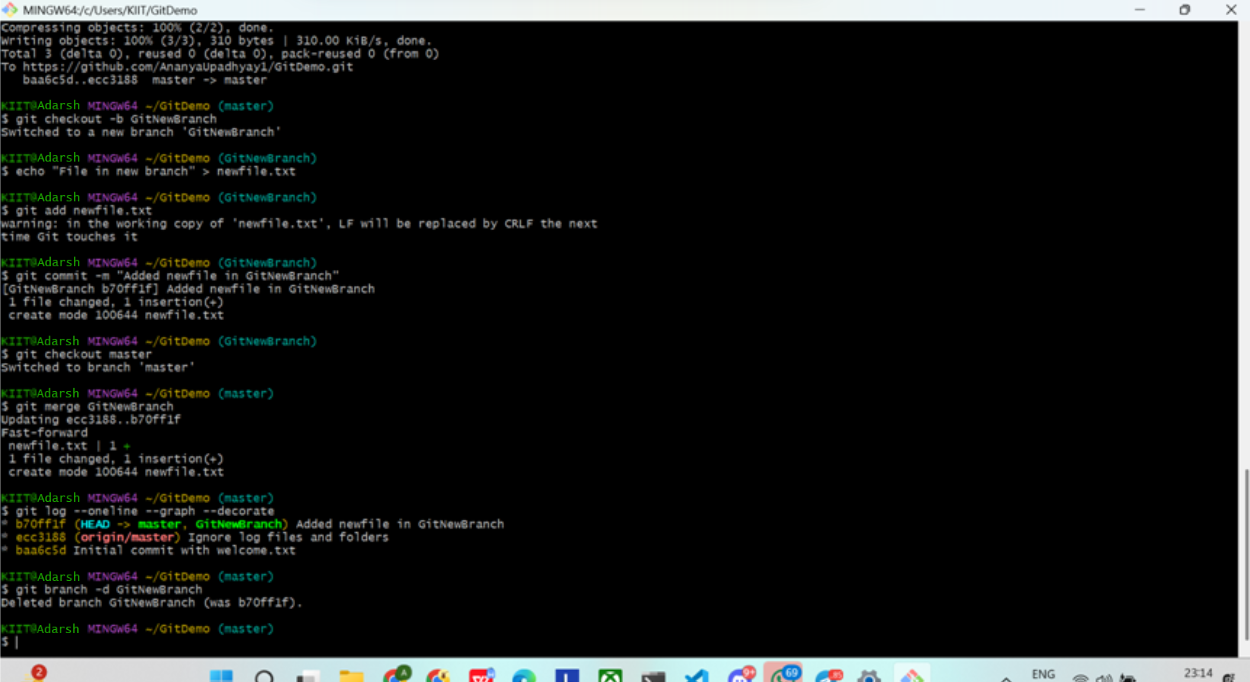 MINGW64:/c/Users/KIIT/GitDemo
Compressing objects: 100% (2/2), done.
Writing objects: 100% (3/3), 310 bytes | 310.00 KiB/s, done.
Total 3 (delta 0), reused 0 (delta 0), pack-reused 0 (from 0)
To https://github.com/AnanyaUpadhyay1/GitDemo.git
   baa6c5d..ecc3188  master -> master
KIIT@Adarsh MINGW64 ~/GitDemo (master)
$ git checkout -b GitNewBranch
Switched to a new branch 'GitNewBranch'
KIIT@Adarsh MINGW64 ~/GitDemo (GitNewBranch)
$ echo "File in new branch" > newfile.txt
KIIT@Adarsh MINGW64 ~/GitDemo (GitNewBranch)
$ git add newfile.txt
warning: in the working copy of 'newfile.txt', LF will be replaced by CRLF the next
time Git touches it
KIIT@Adarsh MINGW64 ~/GitDemo (GitNewBranch)
$ git commit -m "Added newfile in GitNewBranch"
[GitNewBranch b70ff1f] Added newfile in GitNewBranch
 1 file changed, 1 insertion(+)
 create mode 100644 newfile.txt
KIIT@Adarsh MINGW64 ~/GitDemo (GitNewBranch)
$ git checkout master
Switched to branch 'master'
KIIT@Adarsh MINGW64 ~/GitDemo (master)
$ git merge GitNewBranch
Updating ecc3188..b70ff1f
Fast-forward
 newfile.txt | 1 +
 1 file changed, 1 insertion(+)
 create mode 100644 newfile.txt
KIIT@Adarsh MINGW64 ~/GitDemo (master)
$ git log --oneline --graph --decorate
* b70ff1f (HEAD -> master, GitNewBranch) Added newfile in GitNewBranch
* ecc3188 (origin/master) Ignore log files and folders
* baa6c5d Initial commit with welcome.txt
KIIT@Adarsh MINGW64 ~/GitDemo (master)
$ git branch -d GitNewBranch
Deleted branch GitNewBranch (was b70ff1f).
KIIT@Adarsh MINGW64 ~/GitDemo (master)
$
2
A
9+
69
ENG
23:14